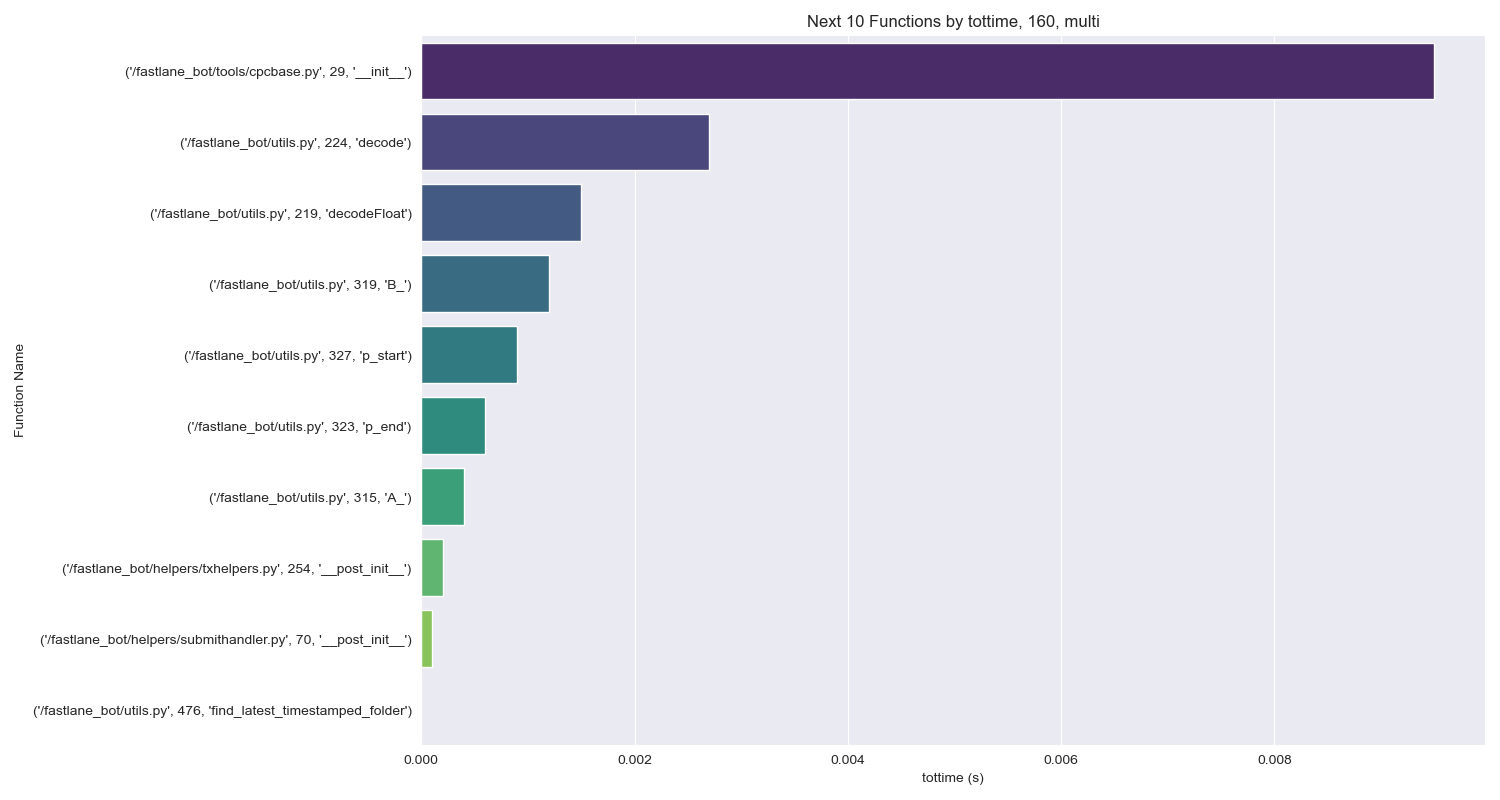 Next 10 Functions by tottime, 160, multi
('/fastlane_bot/tools/cpcbase.py', 29, '__init__')
('/fastlane_bot/utils.py', 224, 'decode')
('/fastlane_bot/utils.py', 219, 'decodeFloat')
('/fastlane_bot/utils.py', 319, 'B_')
('/fastlane_bot/utils.py', 327, 'p_start')
('/fastlane_bot/utils.py', 323, 'p_end')
('/fastlane_bot/utils.py', 315, 'A_')
('/fastlane_bot/helpers/txhelpers.py', 254, '__post_init__')
('/fastlane_bot/helpers/submithandler.py', 70, '__post_init__')
('/fastlane_bot/utils.py', 476, 'find_latest_timestamped_folder')
Function Name
0.000 0.002 0.004 0.006 0.008
tottime (s)